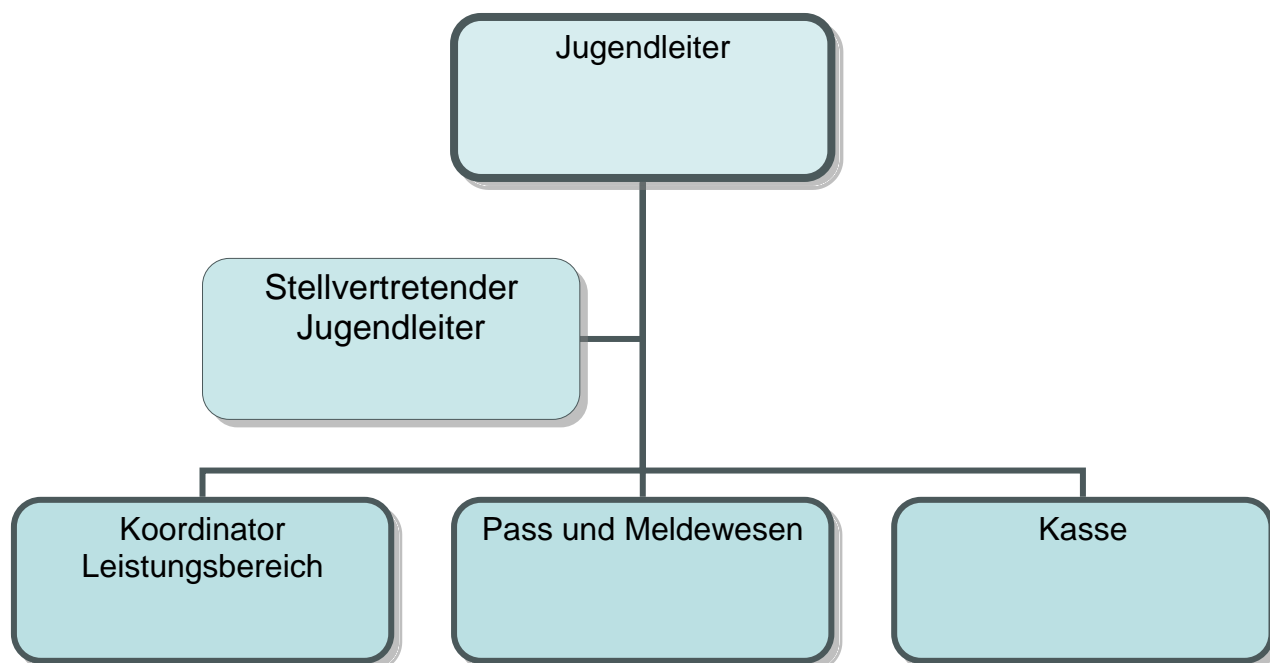 Jugendleiter
Stellvertretender
Jugendleiter
Koordinator
Leistungsbereich
Pass und Meldewesen
Kasse